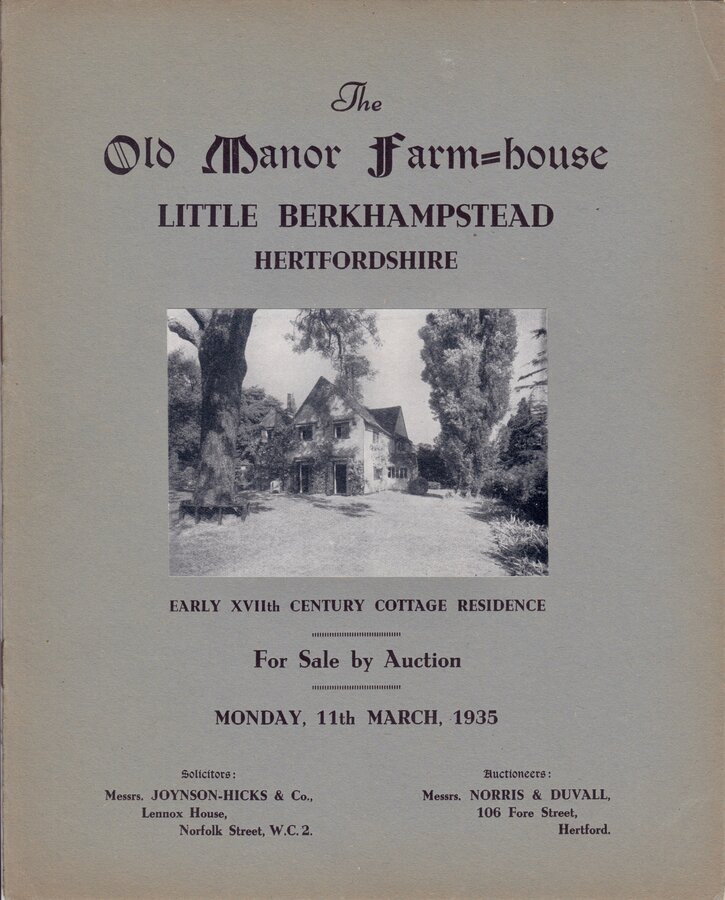 The
Old Manor Farm=house
LITTLE BERKHAMPSTEAD
HERTFORDSHIRE
EARLY XVIIth CENTURY COTTAGE RESIDENCE
For Sale by Auction
MONDAY, 11th MARCH, 1935
Solicitors:
Messrs. JOYNSON-HICKS & Co.,
Lennox House,
Norfolk Street, W.C.2.
Auctioneers:
Messrs. NORRIS & DUVALL,
106 Fore Street,
Hertford.